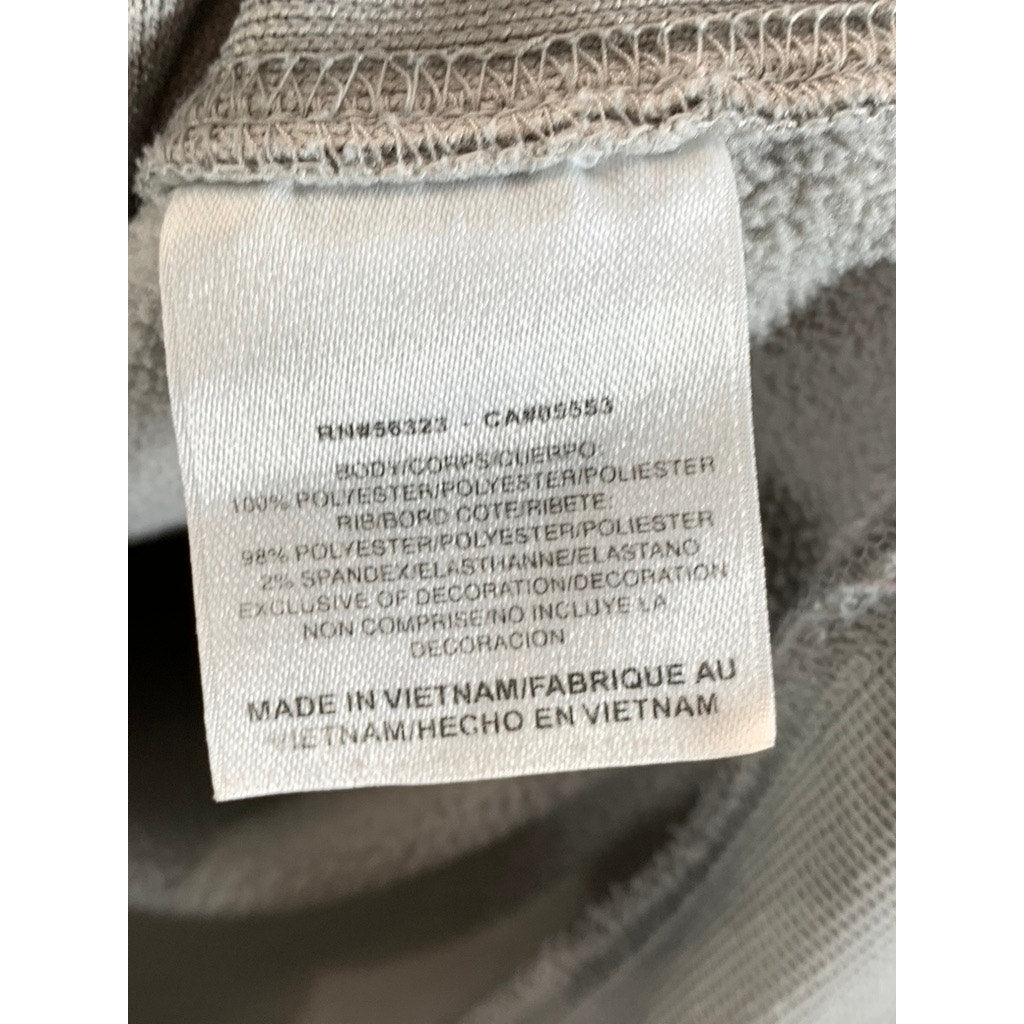 RN#56323 - CA#05553
BODY/CORPS/CUERPO:
100% POLYESTER/POLYESTER/POLIESTER
RIB/BORD COTE/RIBETE:
98% POLYESTER/POLYESTER/POLIESTER
2% SPANDEX/ELASTHANNE/ELASTANO
EXCLUSIVE OF DECORATION/DECORATION
NON COMPRISE/NO INCLUYE LA
DECORACION
MADE IN VIETNAM/FABRIQUE AU
VIETNAM/HECHO EN VIETNAM